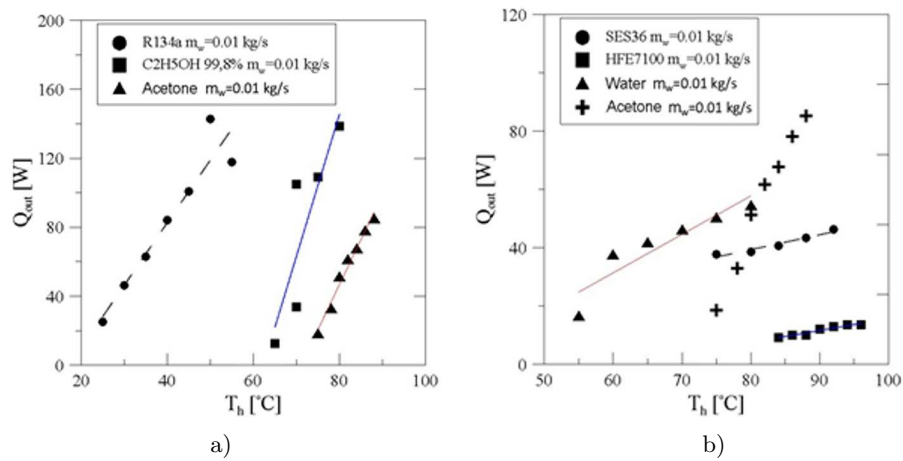 200
160
120
80
40
0
Qout [W]
R134a mw=0.01 kg/s
C2H5OH 99,8% mw=0.01 kg/s
Acetone mw=0.01 kg/s
20 40 60 80 100
Th [°C]
a)
120
80
40
0
Qout [W]
SES36 mw=0.01 kg/s
HFE7100 mw=0.01 kg/s
Water mw=0.01 kg/s
Acetone mw=0.01 kg/s
50 60 70 80 90 100
Th [°C]
b)